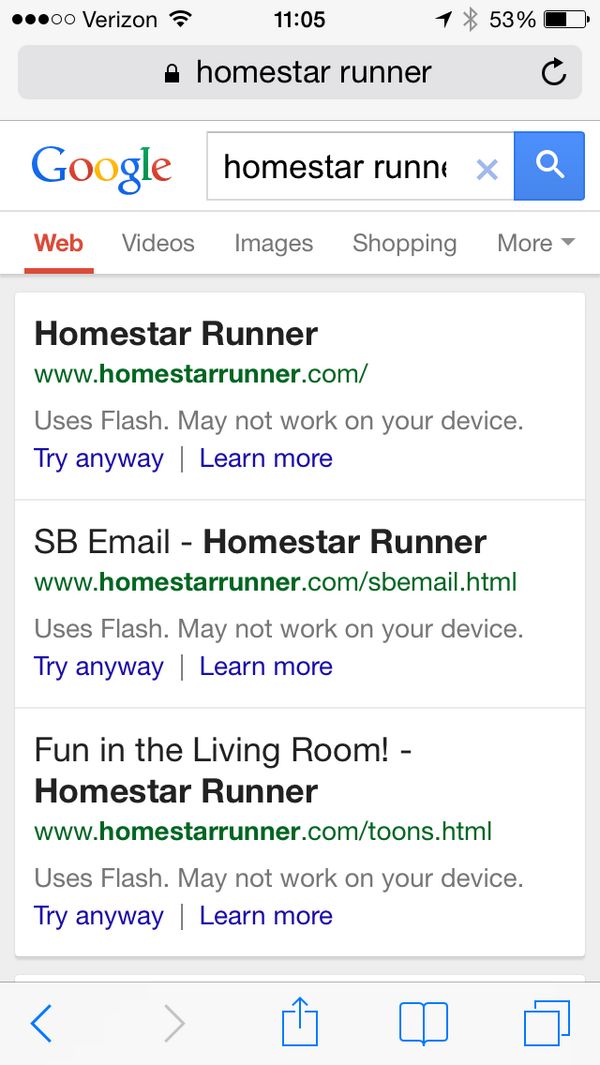 Verizon 11:05 53%
homestar runner
Google homestar runne
Web Videos Images Shopping More
Homestar Runner
www.homestarrunner.com/
Uses Flash. May not work on your device.
Try anyway | Learn more
SB Email - Homestar Runner
www.homestarrunner.com/sbemail.html
Uses Flash. May not work on your device.
Try anyway | Learn more
Fun in the Living Room! -
Homestar Runner
www.homestarrunner.com/toons.html
Uses Flash. May not work on your device.
Try anyway | Learn more